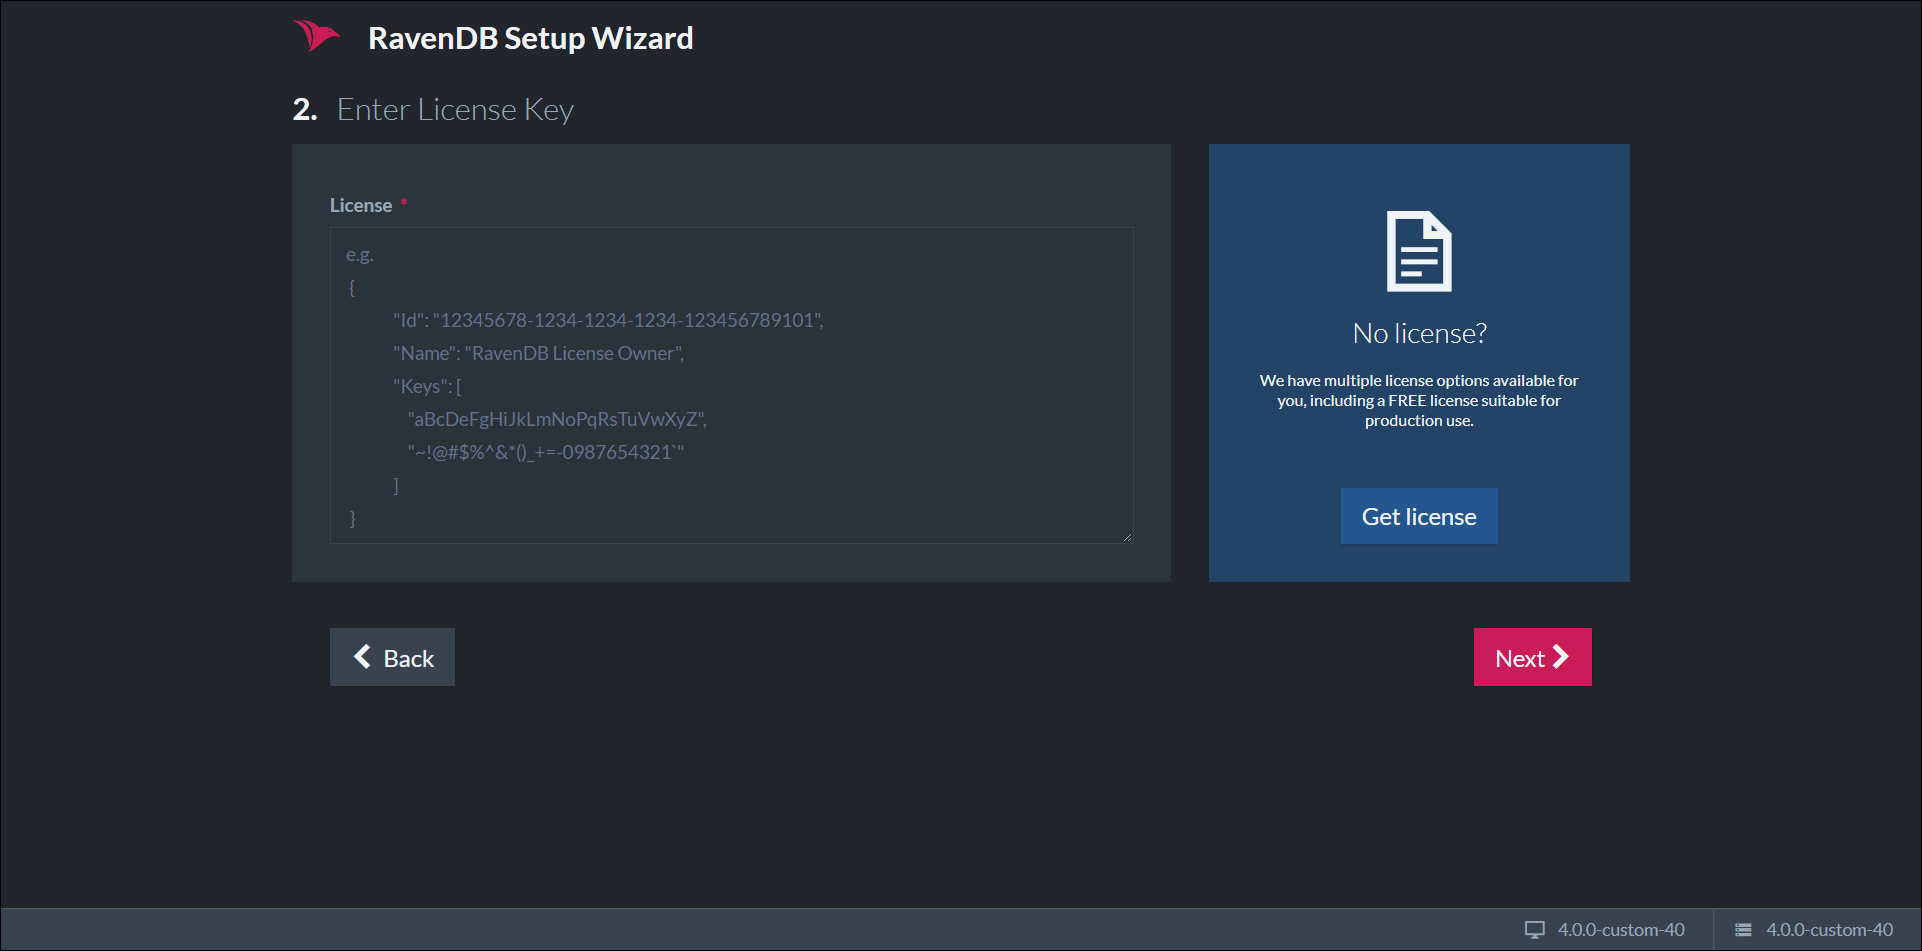 RavenDB Setup Wizard
2. Enter License Key
License *
e.g.
{
"Id": "12345678-1234-1234-1234-123456789101",
"Name": "RavenDB License Owner",
"Keys": [
"aBcDeFgHiJkLmNoPqRsTuVwXyZ",
"~!@#$%^&*()_+=-0987654321`"
]
}
No license?
We have multiple license options available for
you, including a FREE license suitable for
production use.
Get license
Back
Next
4.0.0-custom-40
4.0.0-custom-40